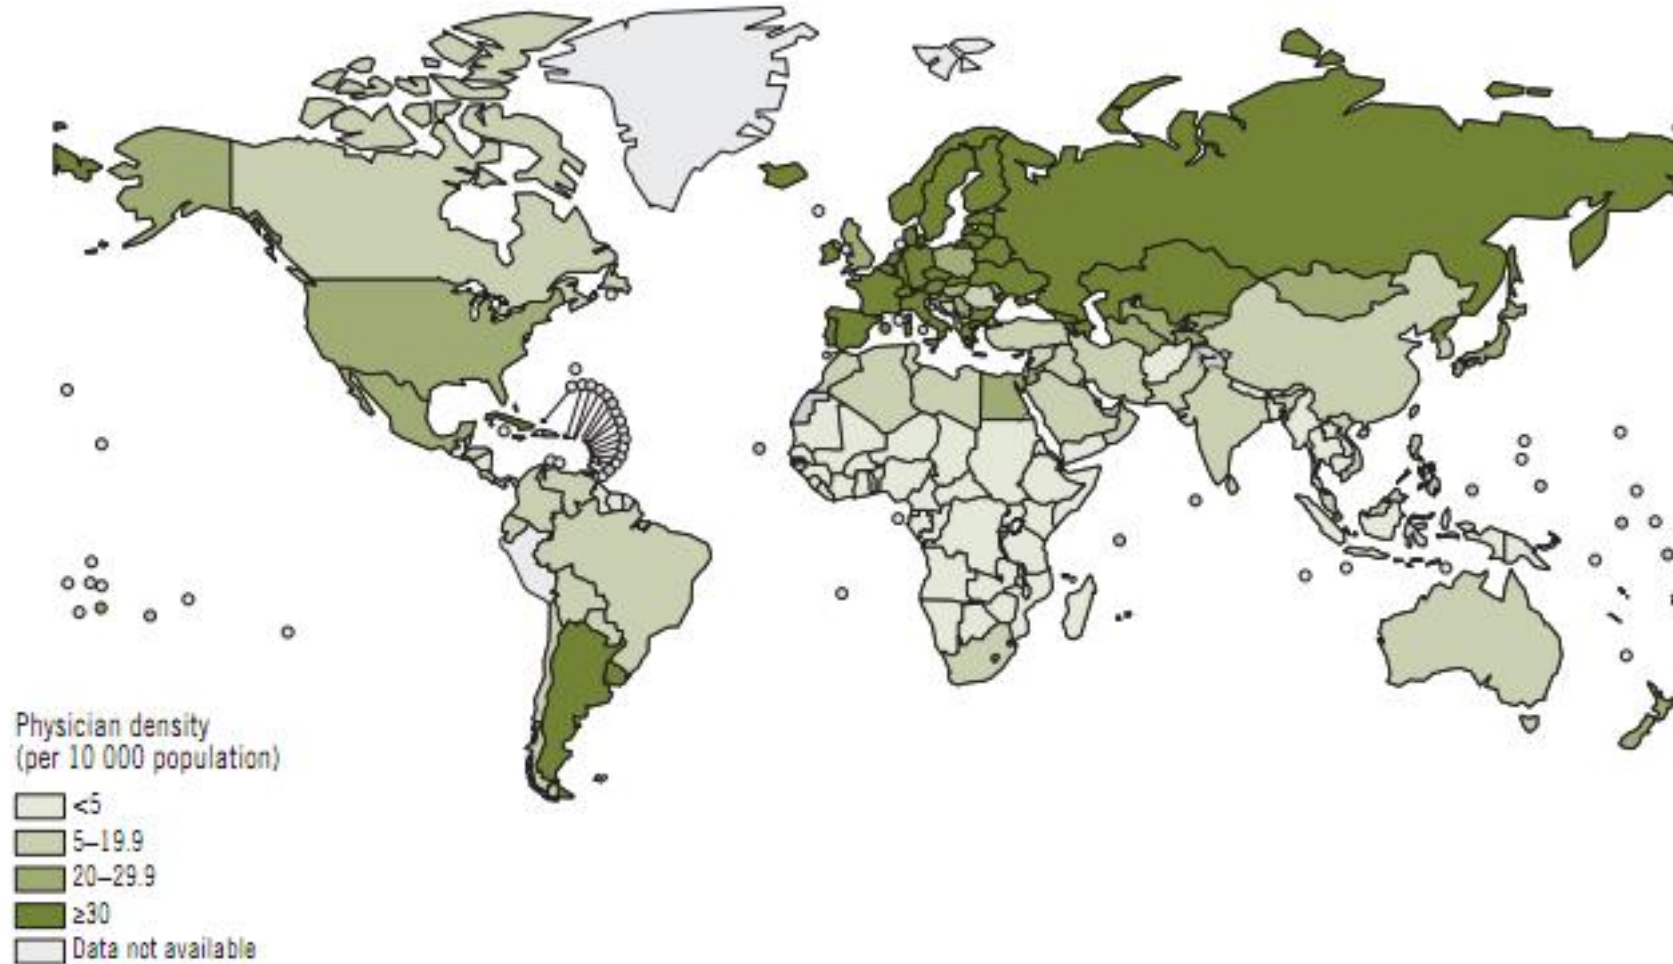 Physician density
(per 10 000 population)
<5
5–19.9
20–29.9
≥30
Data not available